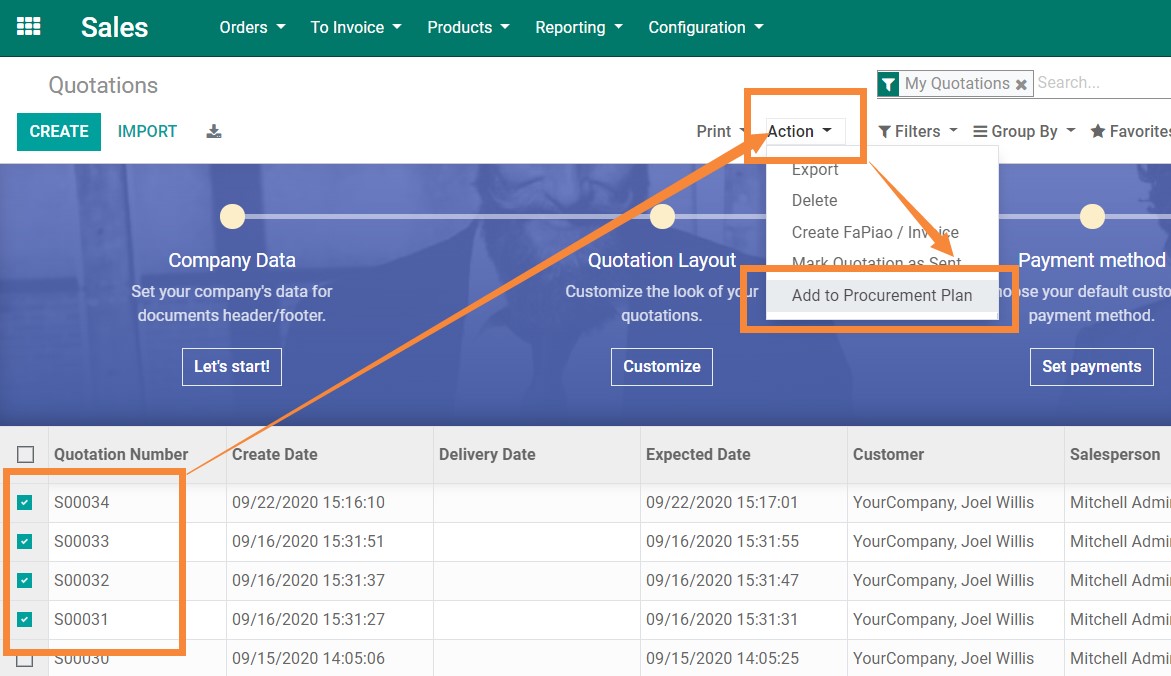 Sales
Orders
To Invoice
Products
Reporting
Configuration
Quotations
My Quotations
Search...
CREATE
IMPORT
Print
Action
Filters
Group By
Favorites
Export
Delete
Create FaPiao / Invoice
Mark Quotation as Sent
Add to Procurement Plan
Company Data
Set your company's data for
documents header/footer.
Let's start!
Quotation Layout
Customize the look of your
quotations.
Customize
Payment method
oose your default custo
payment method.
Set payments
Quotation Number Create Date Delivery Date Expected Date Customer Salesperson
S00034 09/22/2020 15:16:10 09/22/2020 15:17:01 YourCompany, Joel Willis Mitchell Admi
S00033 09/16/2020 15:31:51 09/16/2020 15:31:55 YourCompany, Joel Willis Mitchell Admi
S00032 09/16/2020 15:31:37 09/16/2020 15:31:47 YourCompany, Joel Willis Mitchell Admi
S00031 09/16/2020 15:31:27 09/16/2020 15:31:31 YourCompany, Joel Willis Mitchell Admi
S00030 09/15/2020 14:05:06 09/15/2020 14:05:25 YourCompany, Joel Willis Mitchell Admi